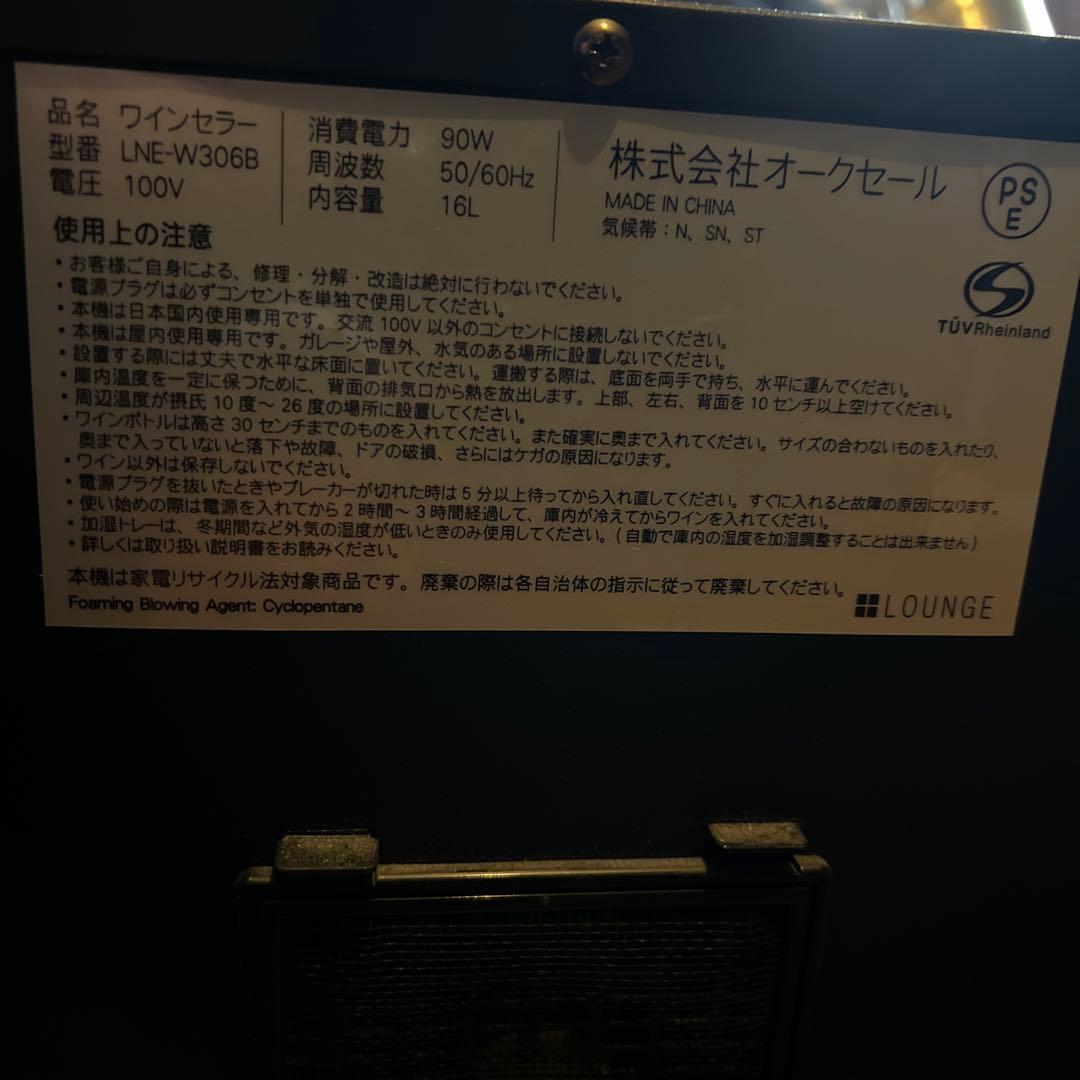 品名 ワインセラー
型番 LNE-W306B
電圧 100V
消費電力 90W
周波数 50/60Hz
内容量 16L
株式会社オークセール
MADE IN CHINA
気候帯：N、SN、ST
PS
E
TÜVRheinland
使用上の注意
・お客様ご自身による、修理・分解・改造は絶対に行わないでください。
・電源プラグは必ずコンセントを単独で使用してください。
・本機は日本国内使用専用です。交流 100V 以外のコンセントに接続しないでください。
・本機は屋内使用専用です。ガレージや屋外、水気のある場所に設置しないでください。
・設置する際には丈夫で水平な床面に置いてください。運搬する際は、底面を両手で持ち、水平に運んでください。
・庫内温度を一定に保つために、背面の排気口から熱を放出します。上部、左右、背面を 10 センチ以上空けてください。
・周辺温度が摂氏 10 度〜 26 度の場所に設置してください。
・ワインボトルは高さ 30 センチまでのものを入れてください。また確実に奥まで入れてください。サイズの合わないものを入れたり、
奥まで入っていないと落下や故障、ドアの破損、さらにはケガの原因になります。
・ワイン以外は保存しないでください。
・電源プラグを抜いたときやブレーカーが切れた時は 5 分以上待ってから入れ直してください。すぐに入れると故障の原因になります。
・使い始めの際は電源を入れてから 2 時間〜 3 時間経過して、庫内が冷えてからワインを入れてください。
・加湿トレーは、冬期間など外気の湿度が低いときのみ使用してください。(自動で庫内の湿度を加湿調整することは出来ません)
・詳しくは取り扱い説明書をお読みください。
本機は家電リサイクル法対象商品です。廃棄の際は各自治体の指示に従って廃棄してください。
Foaming Blowing Agent: Cyclopentane
LOUNGE